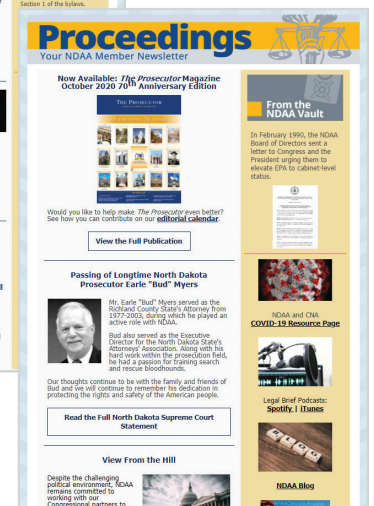 Section 1 of the bylaws.
Proceedings
Your NDAA Member Newsletter
Now Available: The Prosecutor Magazine
October 2020 70th Anniversary Edition
THE PROSECUTOR
Would you like to help make The Prosecutor even better?
See how you can contribute on our editorial calendar.
View the Full Publication
Passing of Longtime North Dakota
Prosecutor Earle "Bud" Myers
Mr. Earle "Bud" Myers served as the
Richland County State's Attorney from
1977-2003, during which he played an
active role with NDAA.
Bud also served as the Executive
Director for the North Dakota State's
Attorneys' Association. Along with his
hard work within the prosecution field,
he had a passion for training search
and rescue bloodhounds.
Our thoughts continue to be with the family and friends of
Bud and we will continue to remember his dedication in
protecting the rights and safety of the American people.
Read the Full North Dakota Supreme Court
Statement
View From the Hill
Despite the challenging
political environment, NDAA
remains committed to
working with our
Congressional partners to
From the
NDAA Vault
In February 1990, the NDAA
Board of Directors sent a
letter to Congress and the
President urging them to
elevate EPA to cabinet-level
status.
NDAA and CNA
COVID-19 Resource Page
Legal Brief Podcasts:
Spotify | iTunes
BLOG
NDAA Blog